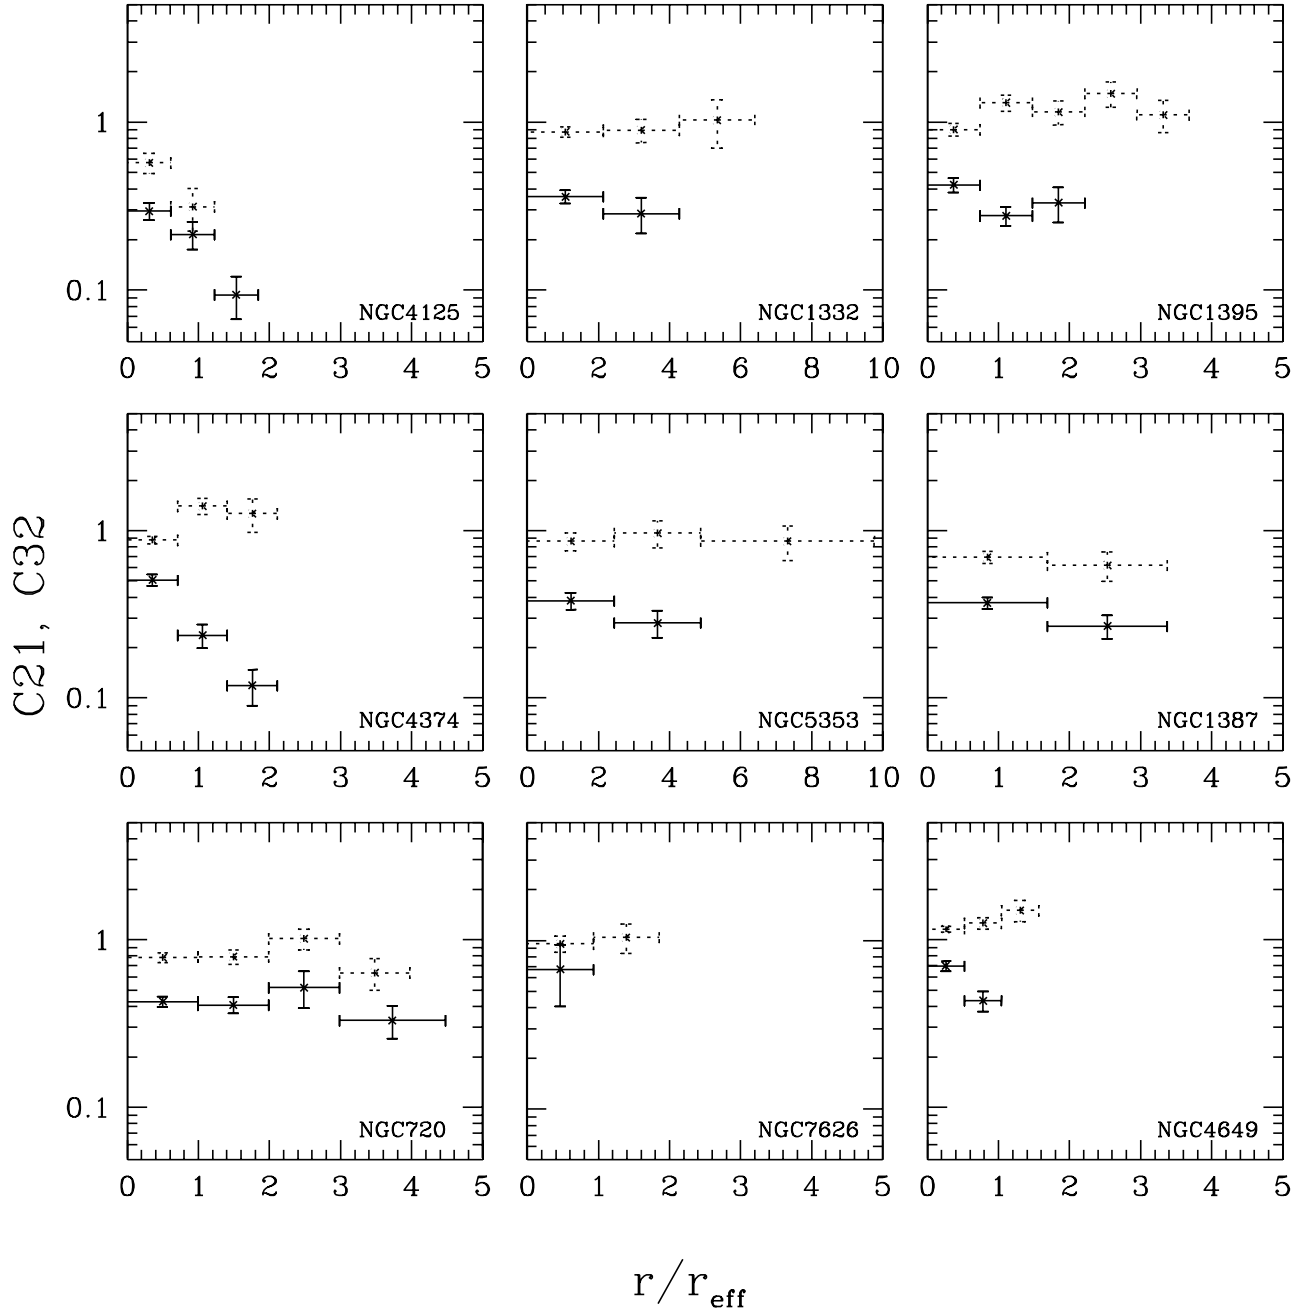 1
0.1
NGC4125
NGC1332
NGC1395
0 1 2 3 4 5
0 2 4 6 8 10
0 1 2 3 4 5
C21, C32
1
0.1
NGC4374
NGC5353
NGC1387
0 1 2 3 4 5
0 2 4 6 8 10
0 1 2 3 4 5
1
0.1
NGC720
NGC7626
NGC4649
0 1 2 3 4 5
0 1 2 3 4 5
0 1 2 3 4 5
r/reff